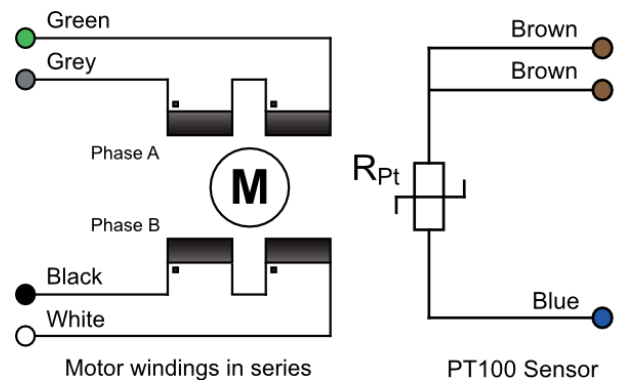 Green
Grey
Phase A
M
Phase B
Black
White
Motor windings in series
Brown
Brown
RPt
Blue
PT100 Sensor